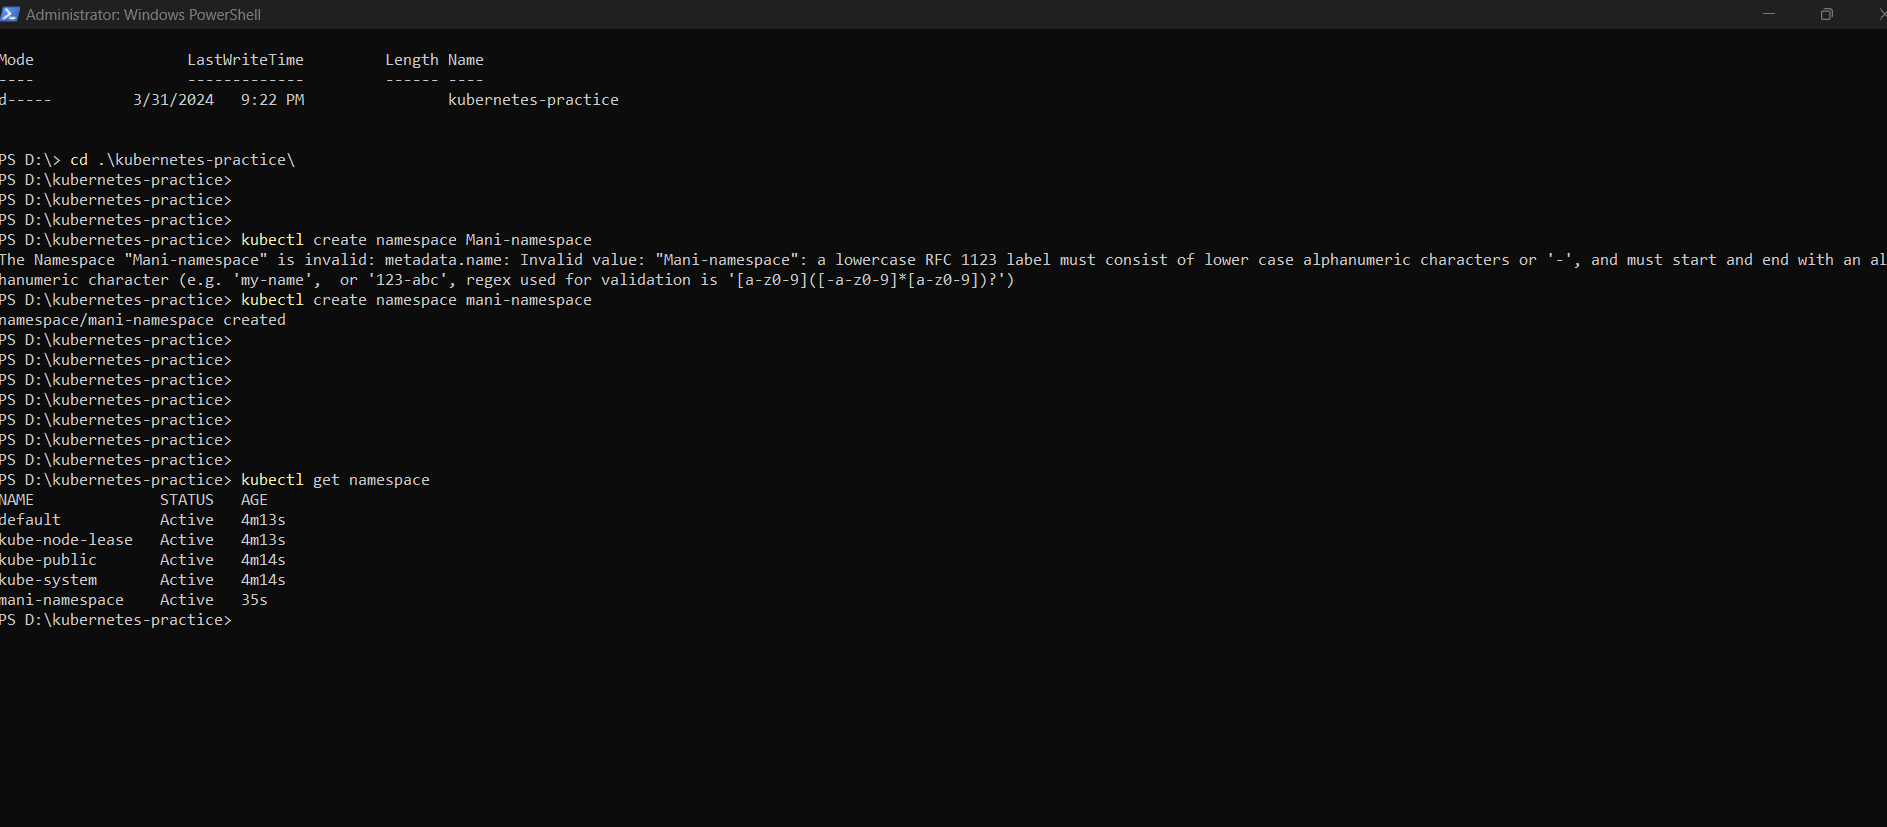 Administrator: Windows PowerShell
Mode                 LastWriteTime         Length Name
----                 -------------         ------ ----
d-----         3/31/2024   9:22 PM                kubernetes-practice
PS D:\> cd .\kubernetes-practice\
PS D:\kubernetes-practice>
PS D:\kubernetes-practice>
PS D:\kubernetes-practice>
PS D:\kubernetes-practice> kubectl create namespace Mani-namespace
The Namespace "Mani-namespace" is invalid: metadata.name: Invalid value: "Mani-namespace": a lowercase RFC 1123 label must consist of lower case alphanumeric characters or '-', and must start and end with an al
hanumeric character (e.g. 'my-name',  or '123-abc', regex used for validation is '[a-z0-9]([-a-z0-9]*[a-z0-9])?')
PS D:\kubernetes-practice> kubectl create namespace mani-namespace
namespace/mani-namespace created
PS D:\kubernetes-practice>
PS D:\kubernetes-practice>
PS D:\kubernetes-practice>
PS D:\kubernetes-practice>
PS D:\kubernetes-practice>
PS D:\kubernetes-practice>
PS D:\kubernetes-practice>
PS D:\kubernetes-practice> kubectl get namespace
NAME              STATUS   AGE
default           Active   4m13s
kube-node-lease   Active   4m13s
kube-public       Active   4m14s
kube-system       Active   4m14s
mani-namespace    Active   35s
PS D:\kubernetes-practice>